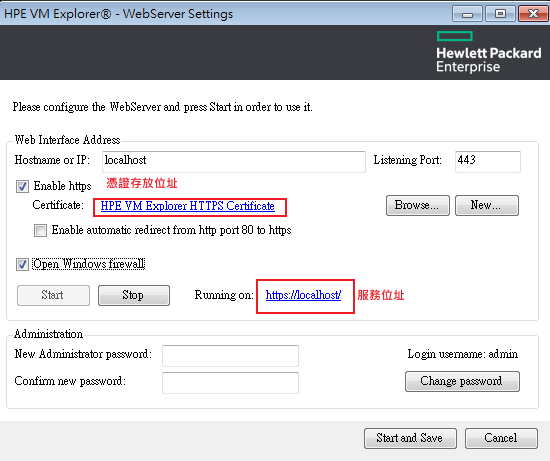 HPE VM Explorer® - WebServer Settings
Hewlett Packard
Enterprise
Please configure the WebServer and press Start in order to use it.
Web Interface Address
Hostname or IP: localhost Listening Port: 443
Enable https 憑證存放位址
Certificate: HPE VM Explorer HTTPS Certificate Browse... New...
Enable automatic redirect from http port 80 to https
Open Windows firewall
Start Stop Running on: https://localhost/ 服務位址
Administration
New Administrator password: Login username: admin
Confirm new password: Change password
Start and Save Cancel